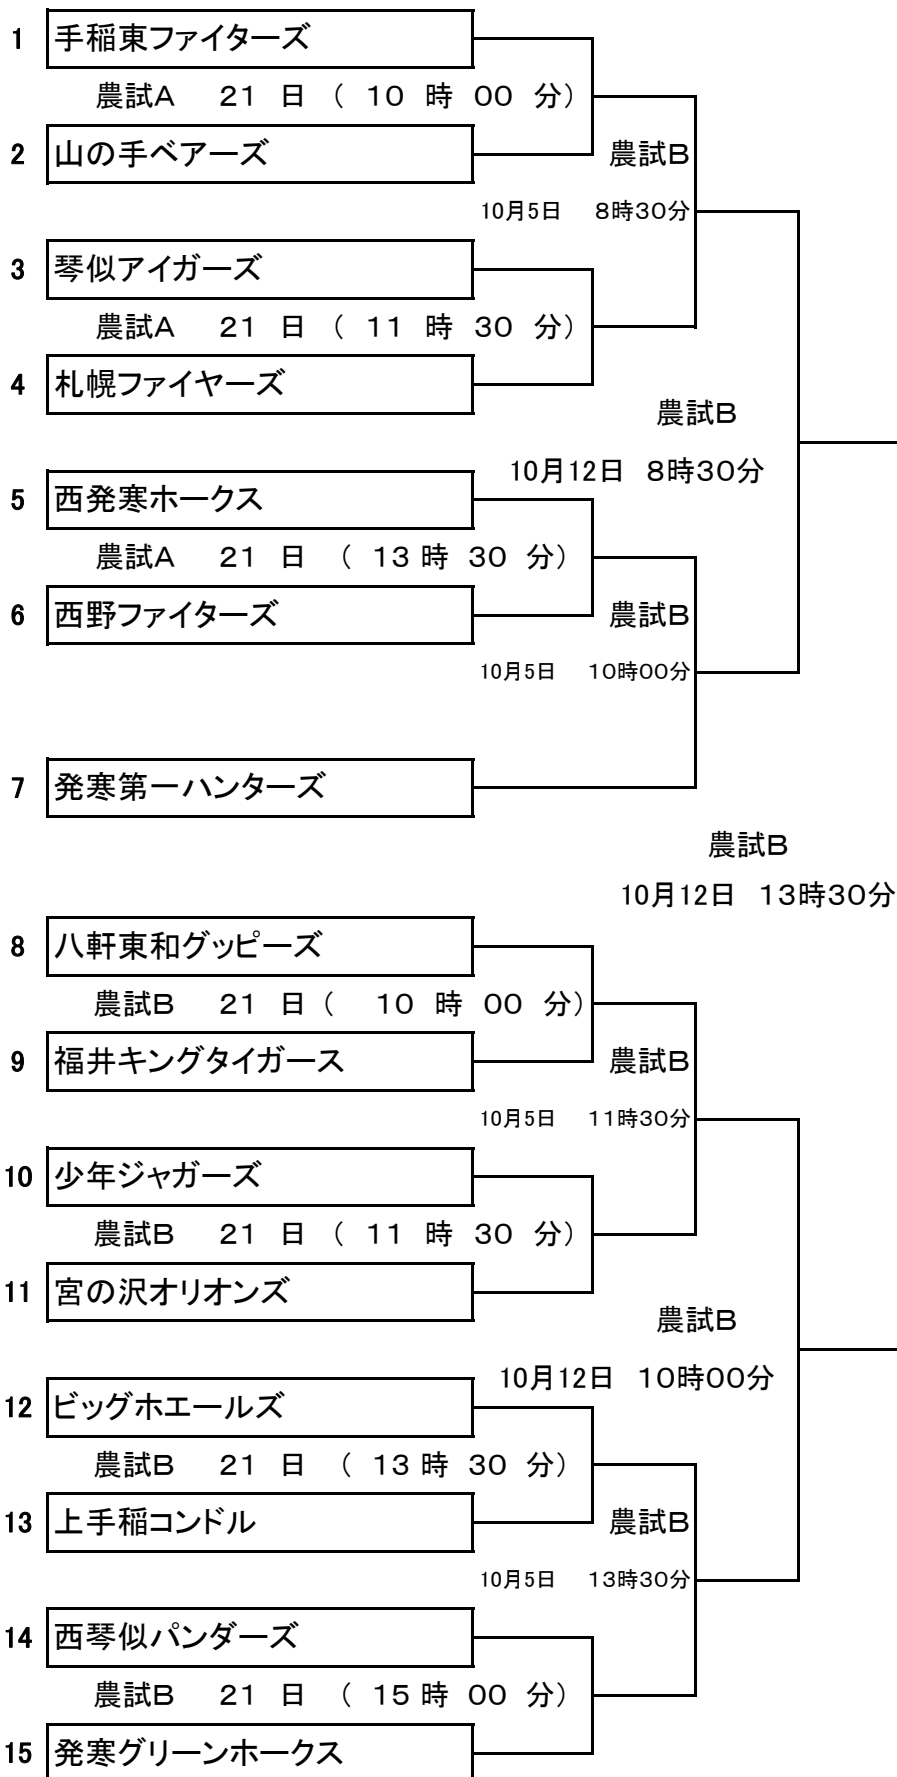 1 手稲東ファイターズ
農試A 21 日 ( 10 時 00 分)
2 山の手ベアーズ
農試B
10月5日 8時30分
3 琴似アイガーズ
農試A 21 日 ( 11 時 30 分)
4 札幌ファイヤーズ
農試B
10月12日 8時30分
5 西発寒ホークス
農試A 21 日 ( 13 時 30 分)
6 西野ファイターズ
農試B
10月5日 10時00分
7 発寒第一ハンターズ
農試B
10月12日 13時30分
8 八軒東和グッピーズ
農試B 21 日 ( 10 時 00 分)
9 福井キングタイガース
農試B
10月5日 11時30分
10 少年ジャガーズ
農試B 21 日 ( 11 時 30 分)
11 宮の沢オリオンズ
農試B
10月12日 10時00分
12 ビッグホエールズ
農試B 21 日 ( 13 時 30 分)
13 上手稲コンドル
農試B
10月5日 13時30分
14 西琴似パンダーズ
農試B 21 日 ( 15 時 00 分)
15 発寒グリーンホークス